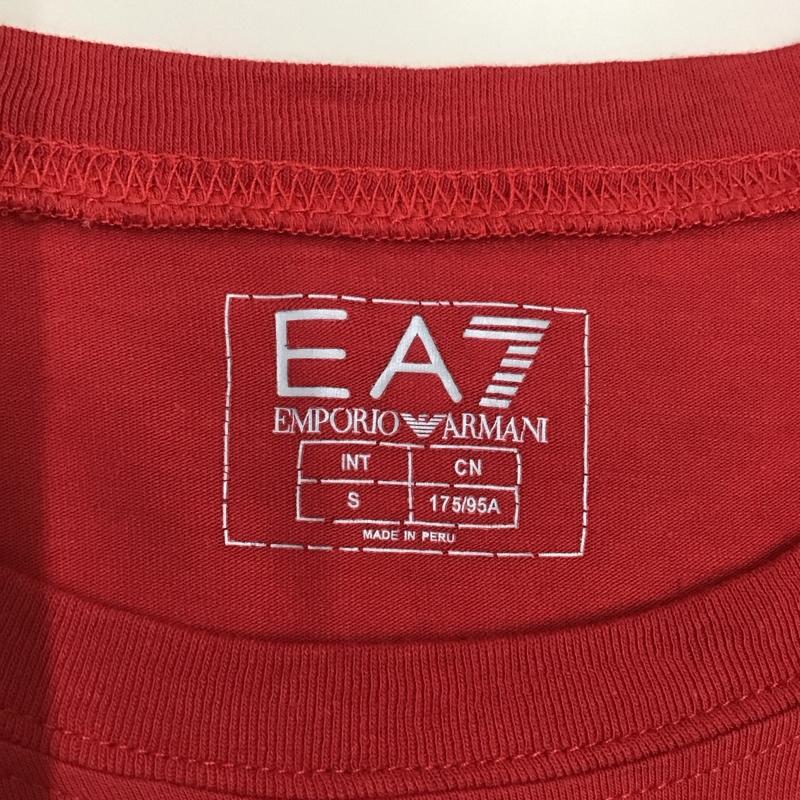 EA7
EMPORIO ARMANI
INT CN
S 175/95A
MADE IN PERU